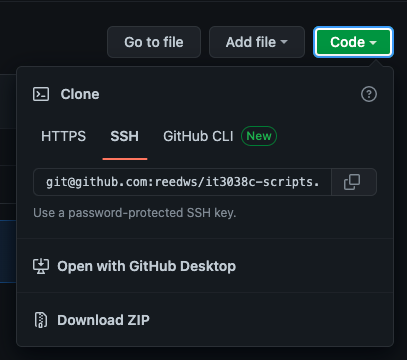 Go to file Add file Code
Clone
HTTPS SSH GitHub CLI New
git@github.com:reedws/it3038c-scripts.
Use a password-protected SSH key.
Open with GitHub Desktop
Download ZIP